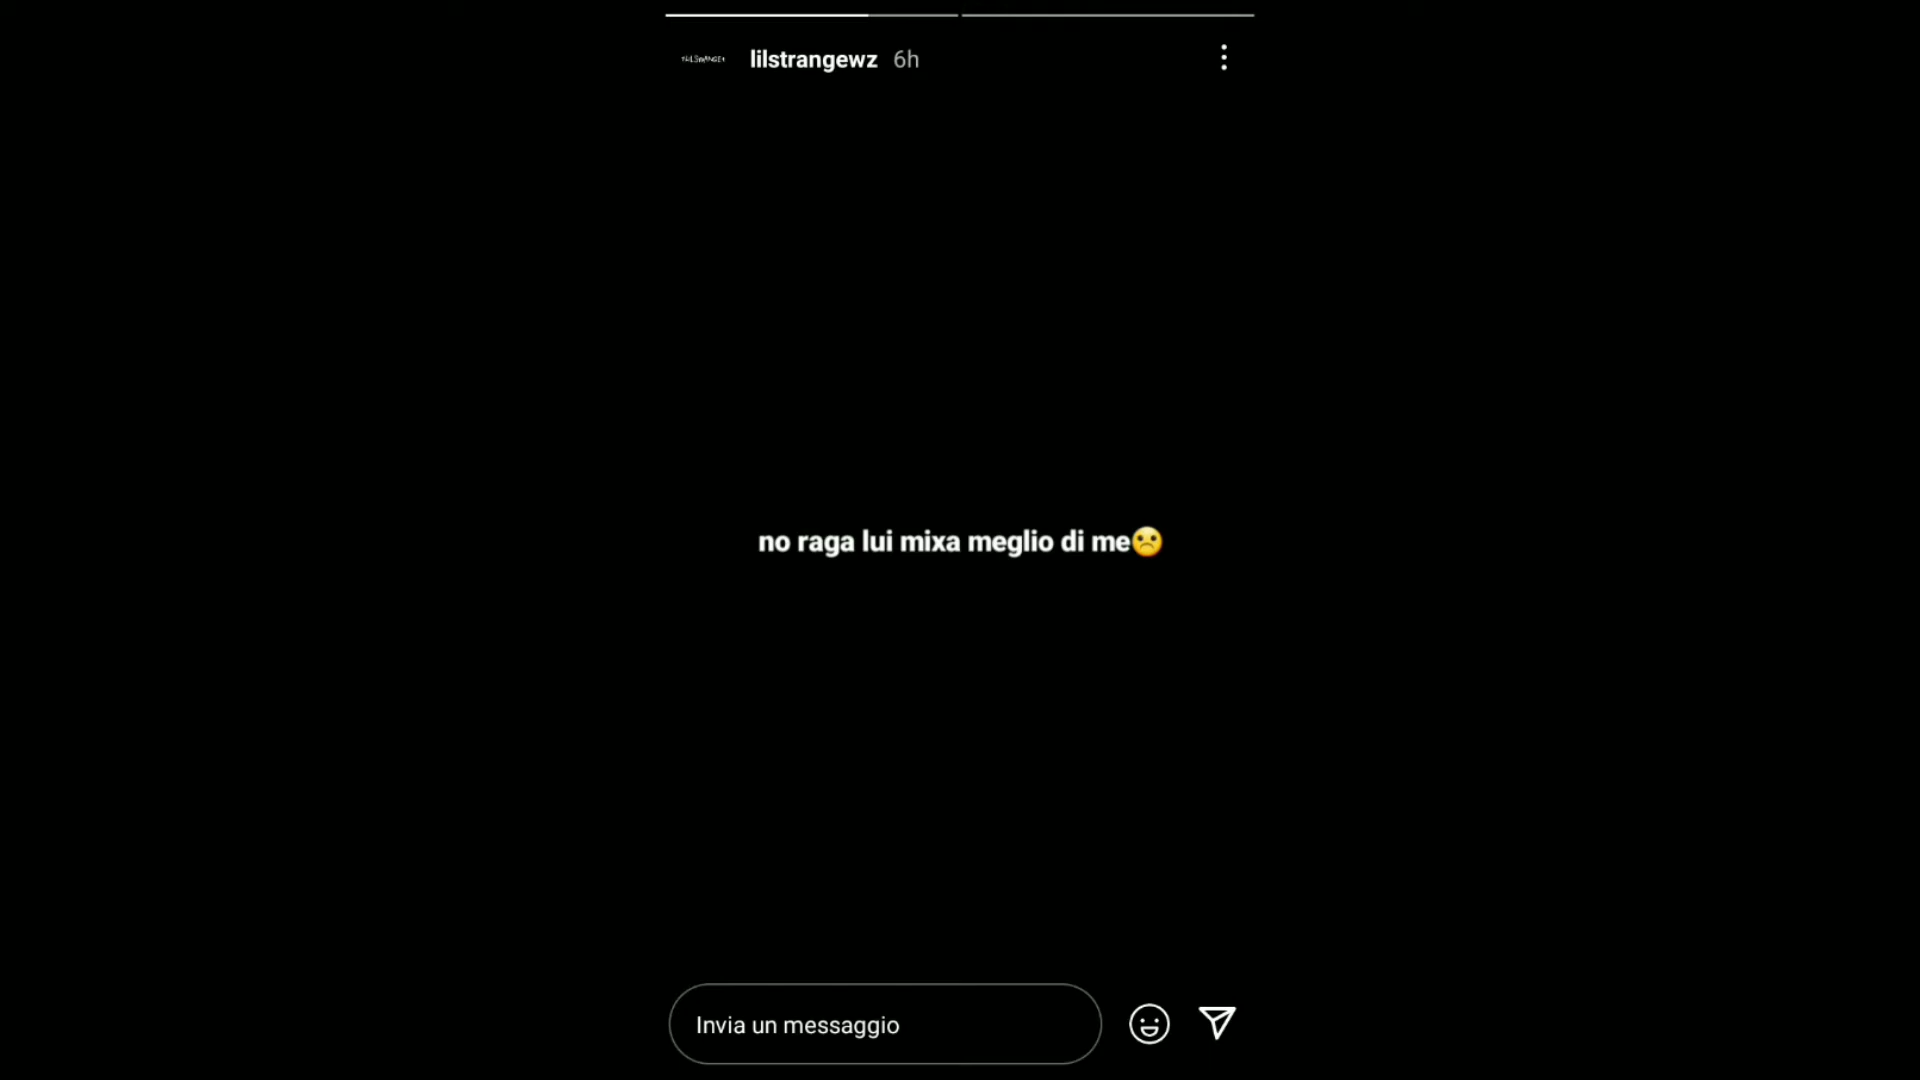 lilstrangewz 6h
no raga lui mixa meglio di me☹️
Invia un messaggio